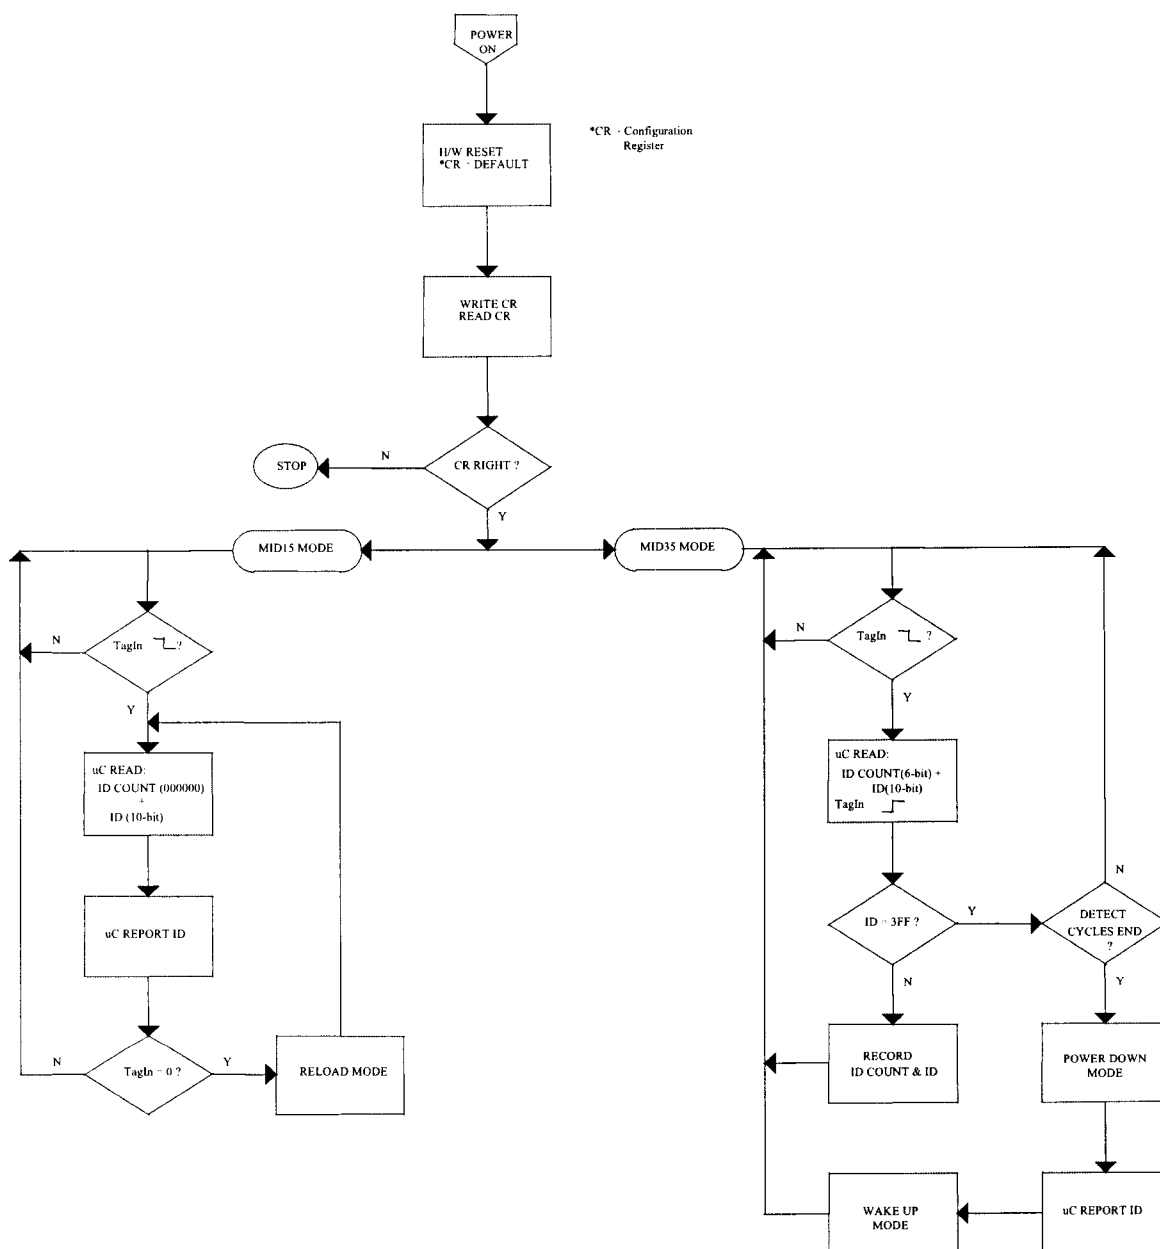 POWER
ON
*CR - Configuration
Register
H/W RESET
*CR - DEFAULT
WRITE CR
READ CR
CR RIGHT ?
N
STOP
Y
MID15 MODE
MID35 MODE
TagIn ?
N
Y
uC READ:
ID COUNT (000000)
+
ID (10-bit)
uC REPORT ID
TagIn = 0 ?
N
Y
RELOAD MODE
TagIn ?
N
Y
uC READ:
ID COUNT(6-bit) +
ID(10-bit)
TagIn
ID = 3FF ?
Y
N
DETECT
CYCLES END
?
N
Y
RECORD
ID COUNT & ID
POWER DOWN
MODE
uC REPORT ID
WAKE UP
MODE